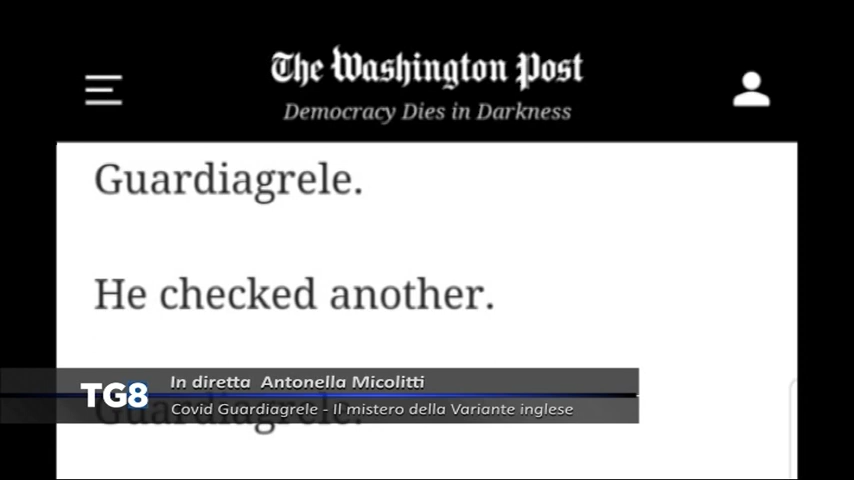 The Washington Post
Democracy Dies in Darkness
Guardiagrele.
He checked another.
In diretta Antonella Micolitti
TG8
Covid Guardiagrele - Il mistero della Variante inglese
Guardiagrele.